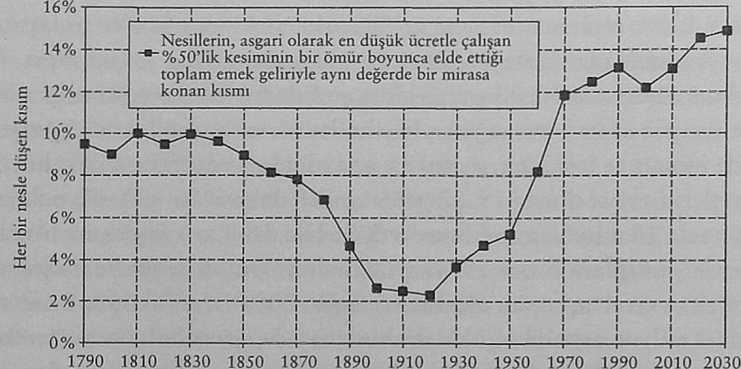 16%
14%
12%
10%
8%
6%
4%
2%
0%
Her bir nesle düşen kısım
Nesillerin, asgari olarak en düşük ücretle çalışan
%50'lik kesiminin bir ömür boyunca elde ettiği
toplam emek geliriyle aynı değerde bir mirasa
konan kısmı
1790 1810 1830 1850 1870 1890 1910 1930 1950 1970 1990 2010 2030